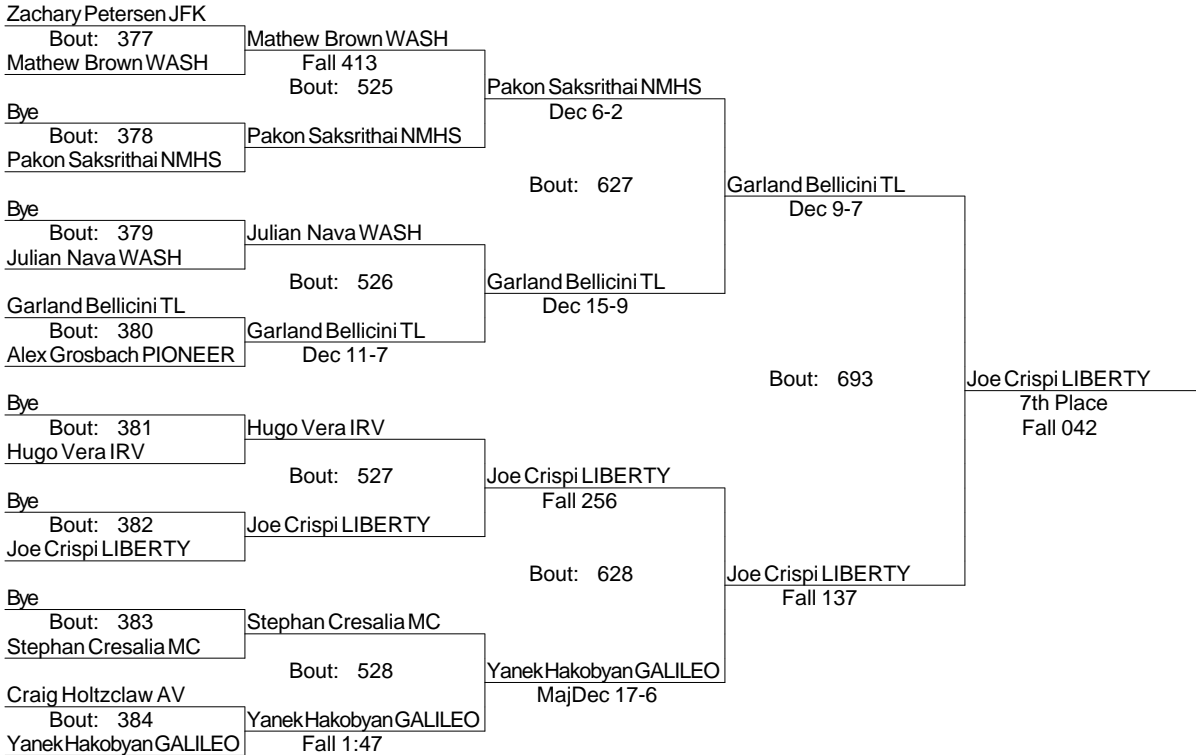 Zachary Petersen JFK
Bout: 377
Mathew Brown WASH
Mathew Brown WASH
Fall 413
Bout: 525
Pakon Saksrithai NMHS
Dec 6-2
Bye
Bout: 378
Pakon Saksrithai NMHS
Pakon Saksrithai NMHS
Bout: 627
Garland Bellicini TL
Dec 9-7
Bye
Bout: 379
Julian Nava WASH
Julian Nava WASH
Bout: 526
Garland Bellicini TL
Dec 15-9
Garland Bellicini TL
Bout: 380
Garland Bellicini TL
Alex Grosbach PIONEER
Dec 11-7
Bout: 693
Joe Crispi LIBERTY
7th Place
Fall 042
Bye
Bout: 381
Hugo Vera IRV
Hugo Vera IRV
Bout: 527
Joe Crispi LIBERTY
Fall 256
Bye
Bout: 382
Joe Crispi LIBERTY
Joe Crispi LIBERTY
Bout: 628
Joe Crispi LIBERTY
Fall 137
Bye
Bout: 383
Stephan Cresalia MC
Stephan Cresalia MC
Bout: 528
Yanek Hakobyan GALILEO
MajDec 17-6
Craig Holtzclaw AV
Bout: 384
Yanek Hakobyan GALILEO
Yanek Hakobyan GALILEO
Fall 1:47